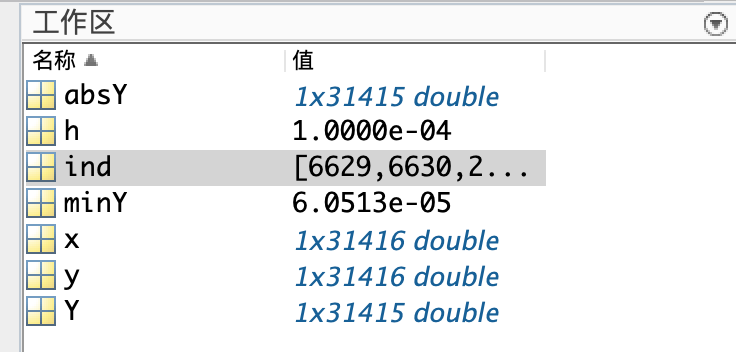 工作区
名称 值
absY 1x31415 double
h 1.0000e-04
ind [6629,6630,2...
minY 6.0513e-05
x 1x31416 double
y 1x31416 double
Y 1x31415 double